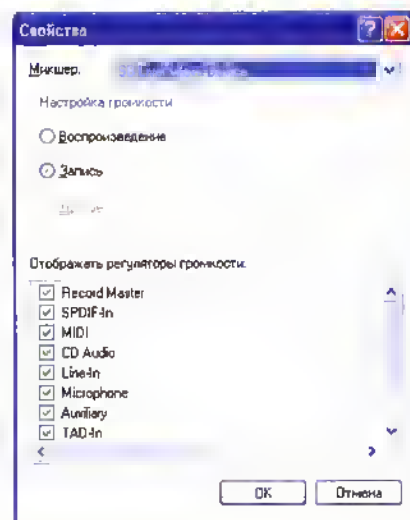 Свойства
Микшер:
Настройка громкости
Воспроизведение
Запись
Отображать регуляторы громкости:
Record Master
SPDIF-In
MIDI
CD Audio
Line-In
Microphone
Auxiliary
TAD-In
OK Отмена